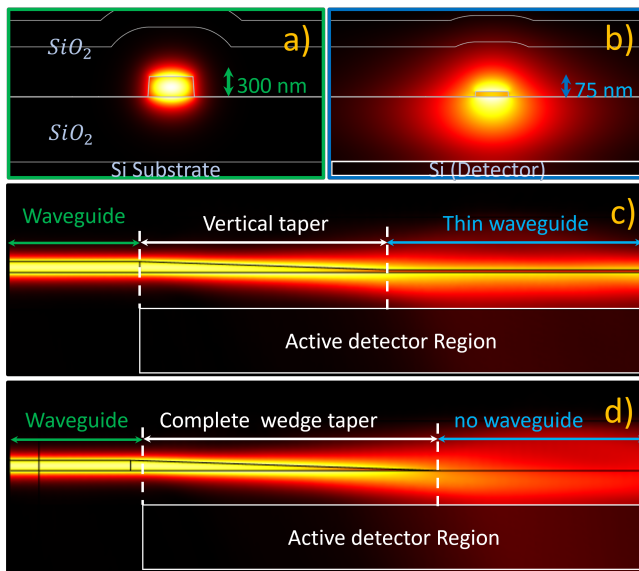 a)
SiO₂
300 nm
SiO₂
Si Substrate
b)
75 nm
Si (Detector)
c)
Waveguide
Vertical taper
Thin waveguide
Active detector Region
d)
Waveguide
Complete wedge taper
no waveguide
Active detector Region